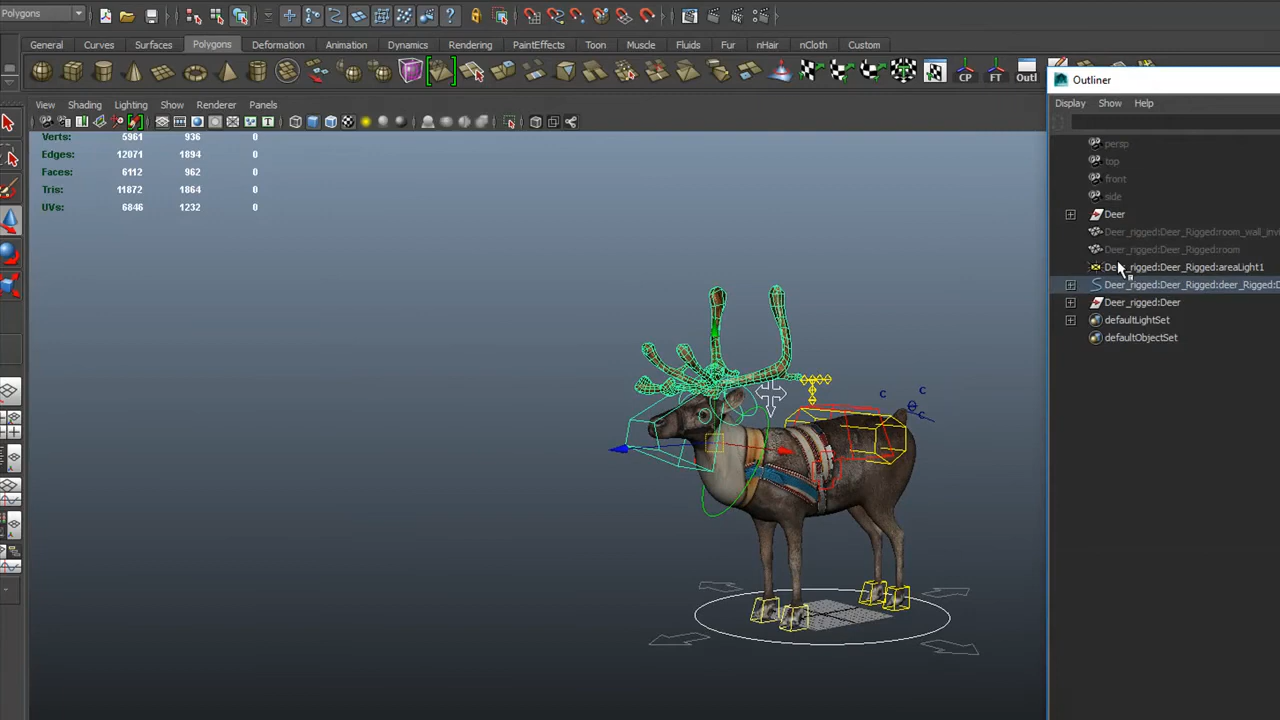 Polygons
General Curves Surfaces Polygons Deformation Animation Dynamics Rendering PaintEffects Toon Muscle Fluids Fur nHair nCloth Custom
CP FT Outl
Outliner
View Shading Lighting Show Renderer Panels
Display Show Help
Verts: 5961 936 0
Edges: 12071 1894 0
Faces: 6112 962 0
Tris: 11872 1864 0
UVs: 6846 1232 0
persp
top
front
side
Deer
Deer_rigged:Deer_Rigged:room_wall_invi
Deer_rigged:Deer_Rigged:room
Deer_rigged:Deer_Rigged:areaLight1
Deer_rigged:Deer_Rigged:deer_Rigged:D
Deer_rigged:Deer
defaultLightSet
defaultObjectSet
C C
C